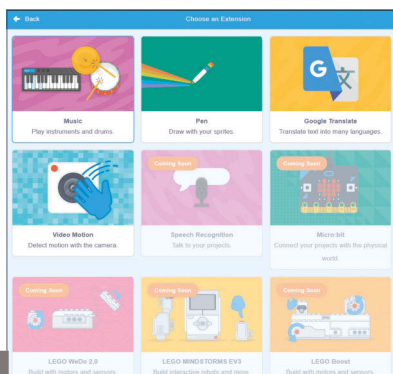 Back
Choose an Extension
G 文
Music
Play instruments and drums.
Pen
Draw with your sprites.
Google Translate
Translate text into many languages.
Video Motion
Detect motion with the camera.
Coming Soon
Speech Recognition
Talk to your projects.
Coming Soon
Micro:bit
Connect your projects with the physical
world.
Coming Soon
LEGO WeDo 2.0
Build with motors and sensors.
Coming Soon
LEGO MINDSTORMS EV3
Build interactive robots and more
Coming Soon
LEGO Boost
Build with motors and sensors.